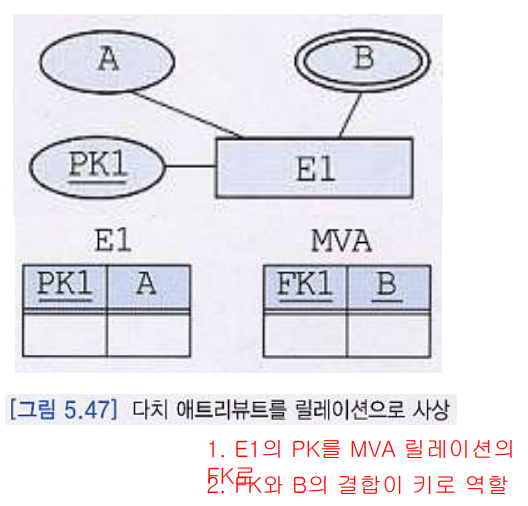 A
B
PK1
E1
E1
MVA
PK1 A
FK1 B
[그림 5.47] 다치 애트리뷰트를 릴레이션으로 사상
1. E1의 PK를 MVA 릴레이션의
FK로
2. PK와 B의 결합이 키로 역할